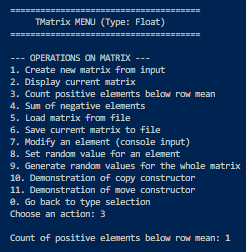 ======================================
TMatrix MENU (Type: Float)
======================================
--- OPERATIONS ON MATRIX ---
1. Create new matrix from input
2. Display current matrix
3. Count positive elements below row mean
4. Sum of negative elements
5. Load matrix from file
6. Save current matrix to file
7. Modify an element (console input)
8. Set random value for an element
9. Generate random values for the whole matrix
10. Demonstration of copy constructor
11. Demonstration of move constructor
0. Go back to type selection
Choose an action: 3
Count of positive elements below row mean: 1